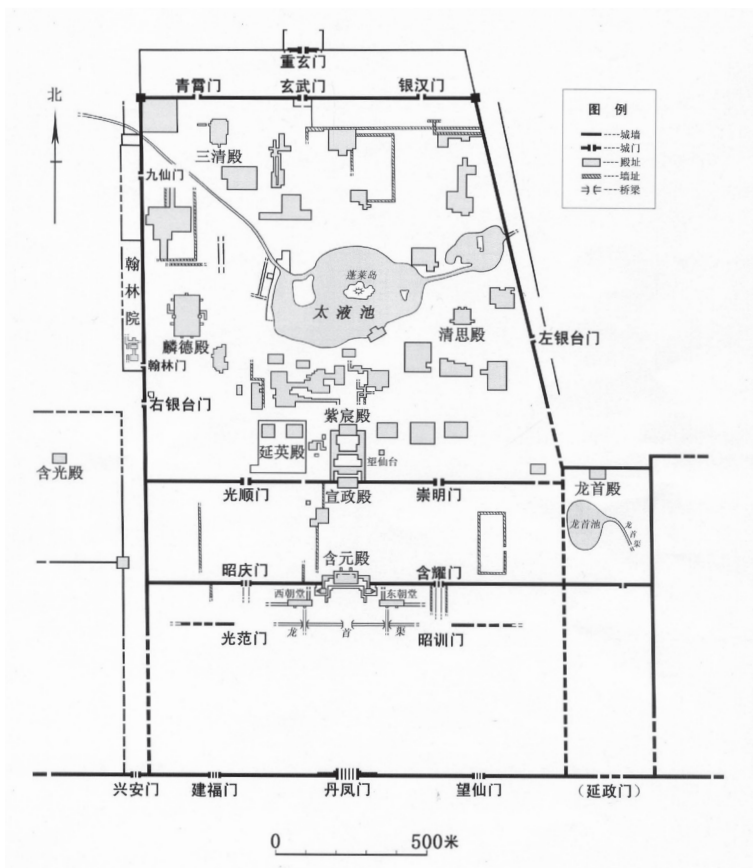 重玄门
青霄门 玄武门 银汉门
北
图 例
城墙
城门
殿址
墙址
桥梁
三清殿
九仙门
翰林院
蓬莱岛
太液池
麟德殿
清思殿
左银台门
翰林门
右银台门
紫宸殿
延英殿
望仙台
含光殿
龙首殿
光顺门 宣政殿 崇明门
龙首池
龙首渠
含元殿
昭庆门 含耀门
西朝堂 东朝堂
光范门 龙首渠 昭训门
兴安门 建福门 丹凤门 望仙门 （延政门）
0 500米